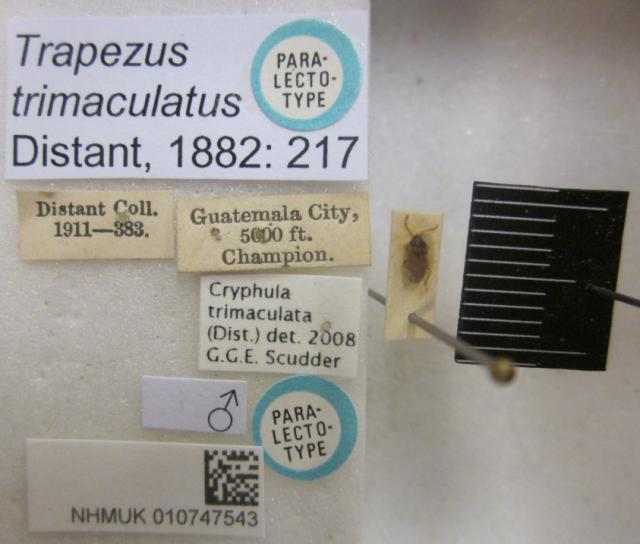 Trapezus
trimaculatus
Distant, 1882: 217
PARA-
LECTO-
TYPE
Distant Coll.
1911—383.
Guatemala City,
5000 ft.
Champion.
Cryphula
trimaculata
(Dist.) det. 2008
G.G.E. Scudder
♂
PARA-
LECTO-
TYPE
NHMUK 010747543